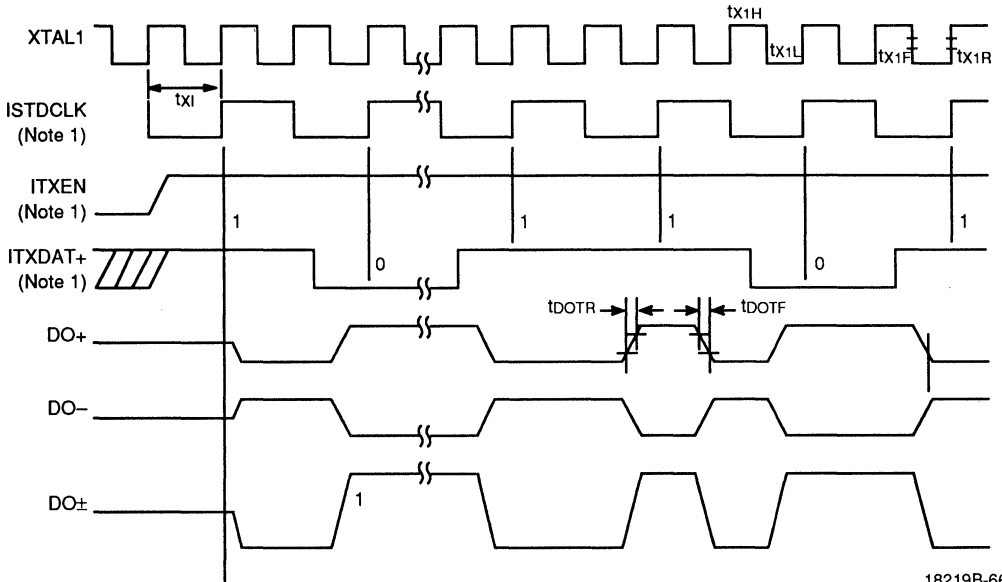 tX1H
XTAL1
tX1L
tX1F
tX1R
tXI
ISTDCLK
(Note 1)
ITXEN
(Note 1)
1
1
1
1
ITXDAT+
(Note 1)
0
0
tDOTR
tDOTF
DO+
DO−
DO±
1